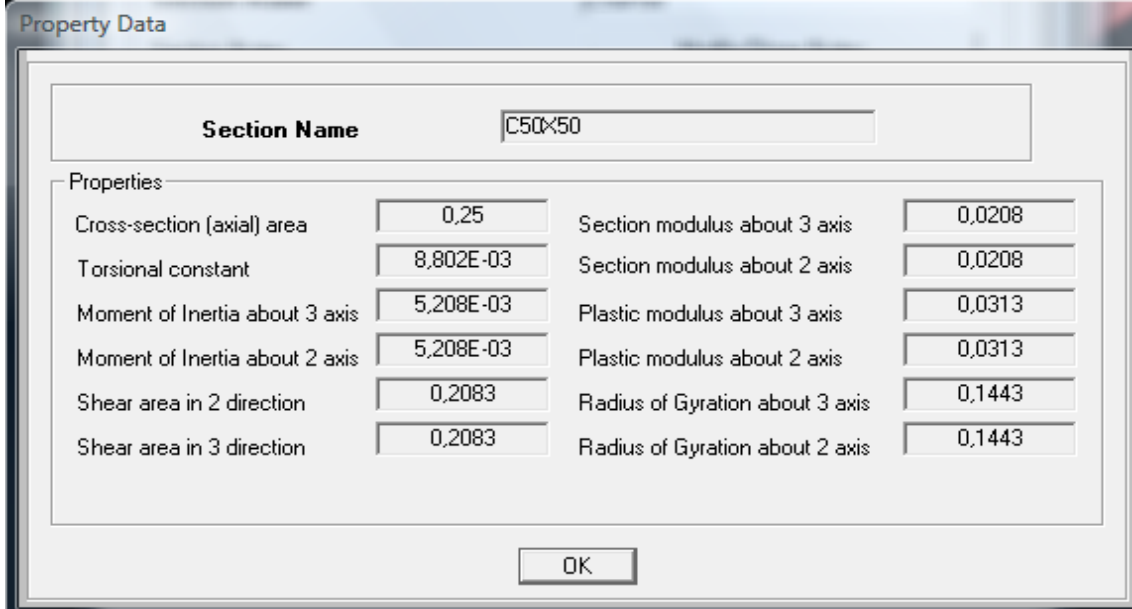 Property Data
Section Name C50X50
Properties
Cross-section (axial) area 0,25 Section modulus about 3 axis 0,0208
Torsional constant 8,802E-03 Section modulus about 2 axis 0,0208
Moment of Inertia about 3 axis 5,208E-03 Plastic modulus about 3 axis 0,0313
Moment of Inertia about 2 axis 5,208E-03 Plastic modulus about 2 axis 0,0313
Shear area in 2 direction 0,2083 Radius of Gyration about 3 axis 0,1443
Shear area in 3 direction 0,2083 Radius of Gyration about 2 axis 0,1443
OK